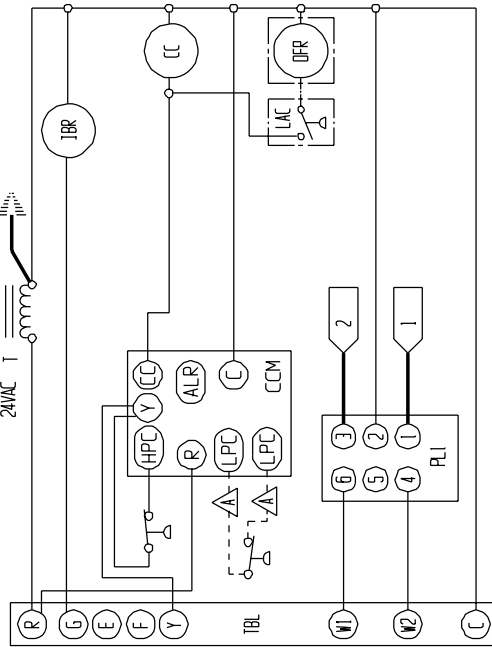 24VAC T
R
G
IBR
E
F
HPC Y CC
Y
CC
R ALR
A LPC C
TBL
A LPC CCM
LAC
DFR
W1 6 3 2
5 2
W2 4 1 1
PL1
C